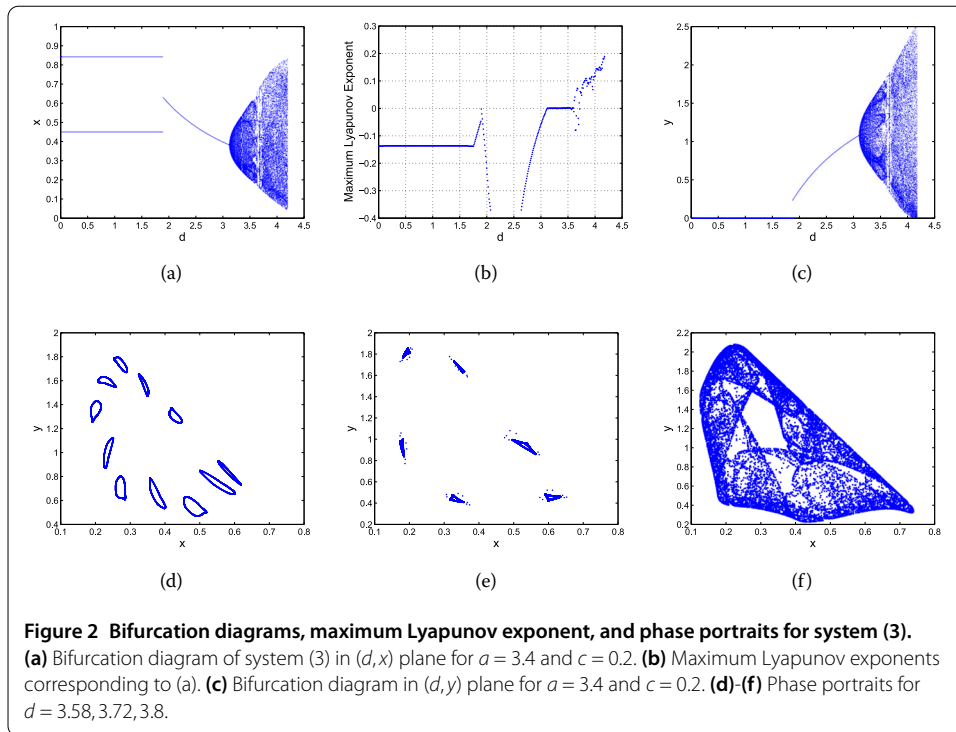 1
0.9
0.8
0.7
0.6
0.5
0.4
0.3
0.2
0.1
0
x
0 0.5 1 1.5 2 2.5 3 3.5 4 4.5
d
(a)
0.3
0.2
0.1
0
−0.1
−0.2
−0.3
−0.4
Maximum Lyapunov Exponent
0 0.5 1 1.5 2 2.5 3 3.5 4 4.5
d
(b)
2.5
2
1.5
1
0.5
0
y
0 0.5 1 1.5 2 2.5 3 3.5 4 4.5
d
(c)
2
1.8
1.6
1.4
1.2
1
0.8
0.6
0.4
y
0.1 0.2 0.3 0.4 0.5 0.6 0.7 0.8
x
(d)
2
1.8
1.6
1.4
1.2
1
0.8
0.6
0.4
0.2
y
0.1 0.2 0.3 0.4 0.5 0.6 0.7 0.8
x
(e)
2.2
2
1.8
1.6
1.4
1.2
1
0.8
0.6
0.4
0.2
y
0.1 0.2 0.3 0.4 0.5 0.6 0.7 0.8
x
(f)
Figure 2 Bifurcation diagrams, maximum Lyapunov exponent, and phase portraits for system (3).
(a) Bifurcation diagram of system (3) in (d, x) plane for a = 3.4 and c = 0.2. (b) Maximum Lyapunov exponents
corresponding to (a). (c) Bifurcation diagram in (d, y) plane for a = 3.4 and c = 0.2. (d)-(f) Phase portraits for
d = 3.58, 3.72, 3.8.